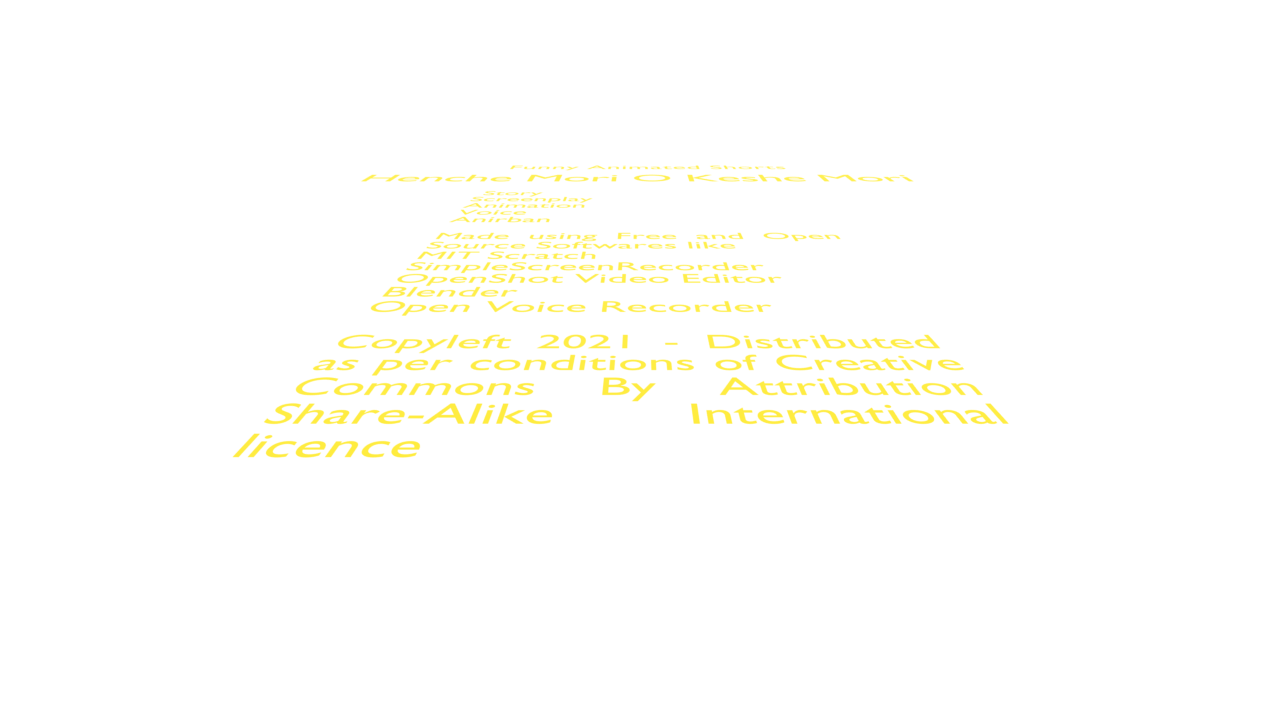 Funny Animated Shorts
Henche Mori O Keshe Mori
Story
Screenplay
Animation
Voice
Anirban
Made using Free and Open
Source Softwares like
MIT Scratch
SimpleScreenRecorder
OpenShot Video Editor
Blender
Open Voice Recorder
Copyleft 2021 - Distributed
as per conditions of Creative
Commons By Attribution
Share-Alike International
licence